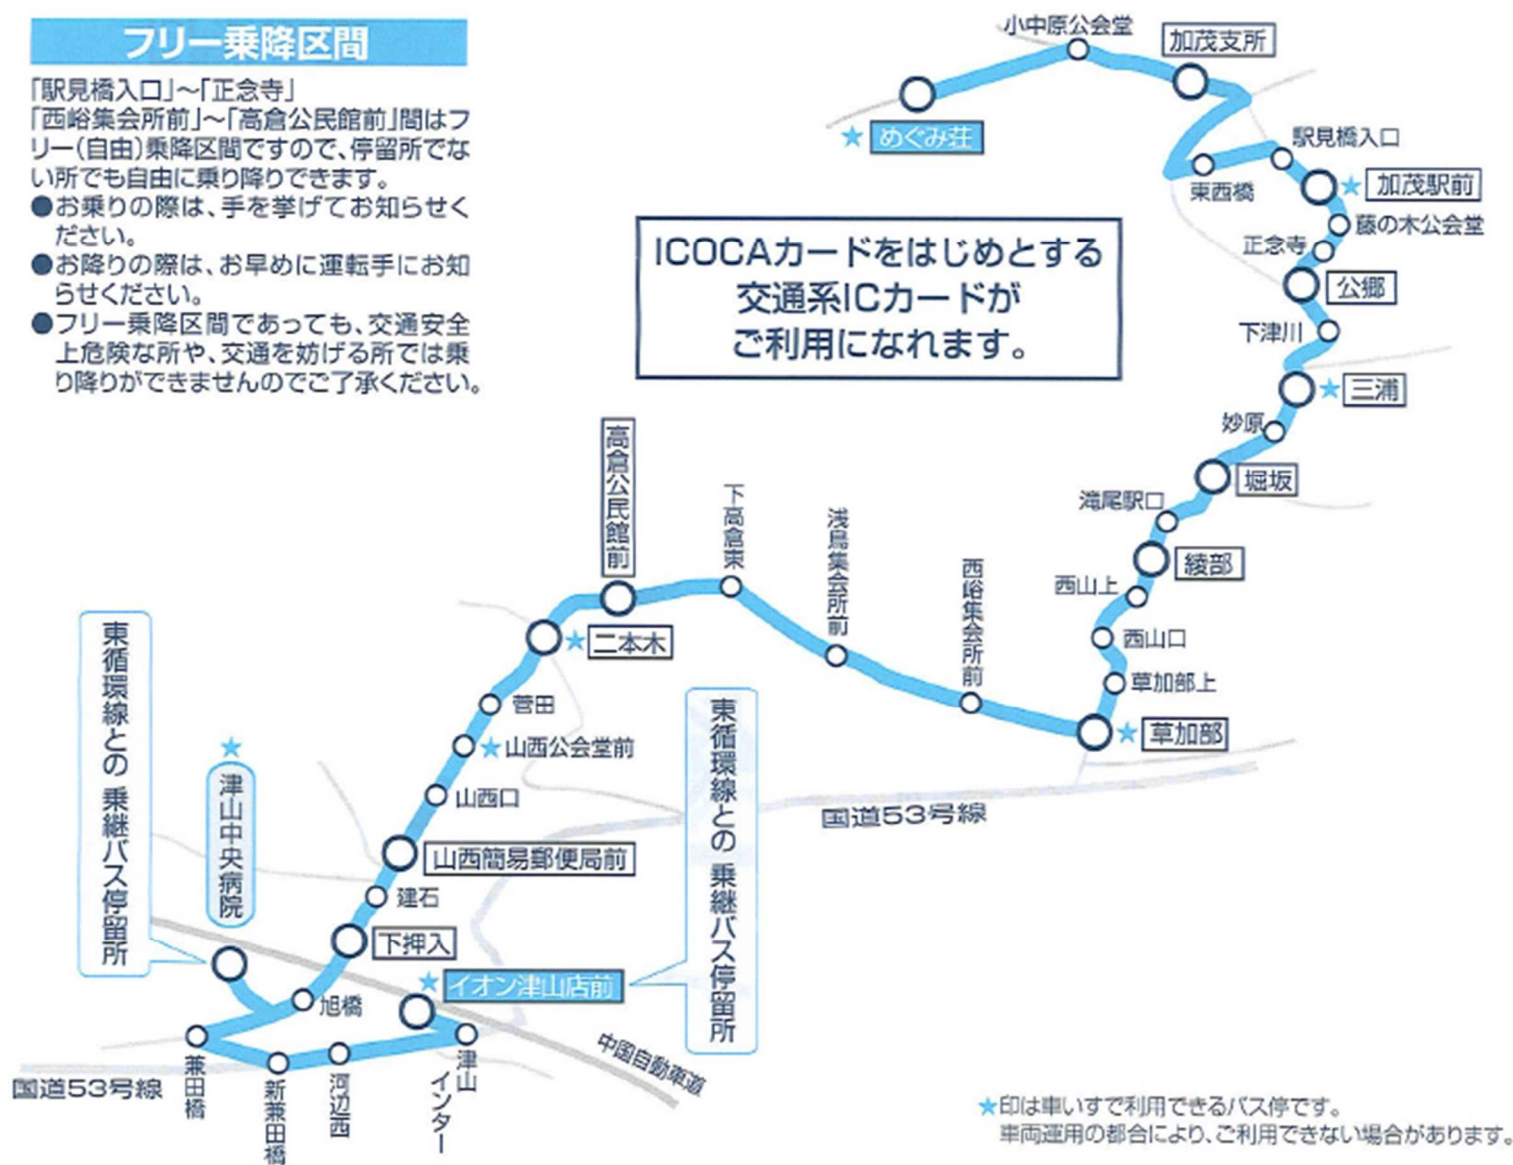 フリー乗降区間
「駅見橋入口」～「正念寺」
「西峪集会所前」～「高倉公民館前」間はフ
リー(自由)乗降区間ですので、停留所でな
い所でも自由に乗り降りできます。
●お乗りの際は、手を挙げてお知らせく
ださい。
●お降りの際は、お早めに運転手にお知
らせください。
●フリー乗降区間であっても、交通安全
上危険な所や、交通を妨げる所では乗
り降りができませんのでご了承ください。
小中原公会堂
加茂支所
★めぐみ荘
駅見橋入口
東西橋
★加茂駅前
藤の木公会堂
正念寺
公郷
下津川
★三浦
妙原
堀坂
滝尾駅口
綾部
西山上
西山口
草加部上
★草加部
ICOCAカードをはじめとする
交通系ICカードが
ご利用になれます。
西峪集会所前
浅鳥集会所前
下高倉東
高倉公民館前
★二本木
菅田
★山西公会堂前
山西口
山西簡易郵便局前
建石
下押入
旭橋
★
津山中央病院
東循環線との乗継バス停留所
東循環線との乗継バス停留所
★イオン津山店前
国道53号線
中国自動車道
国道53号線
兼田橋
新兼田橋
河辺西
津山インター
★印は車いすで利用できるバス停です。
車両運用の都合により、ご利用できない場合があります。